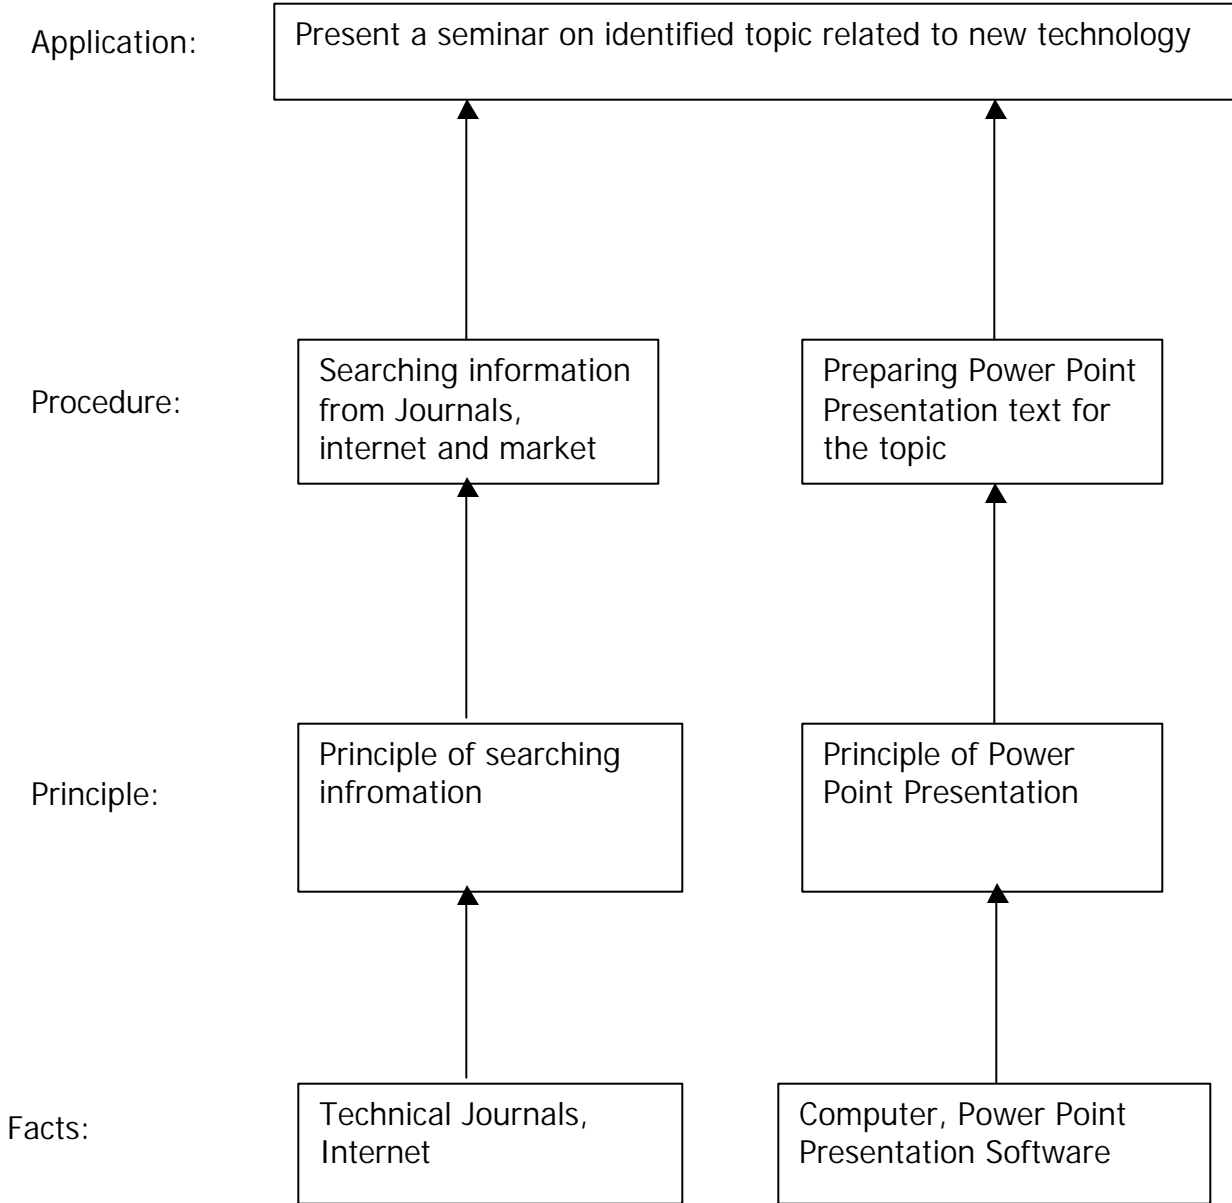 Application:
Present a seminar on identified topic related to new technology
Procedure:
Searching information
from Journals,
internet and market
Preparing Power Point
Presentation text for
the topic
Principle:
Principle of searching
infromation
Principle of Power
Point Presentation
Facts:
Technical Journals,
Internet
Computer, Power Point
Presentation Software